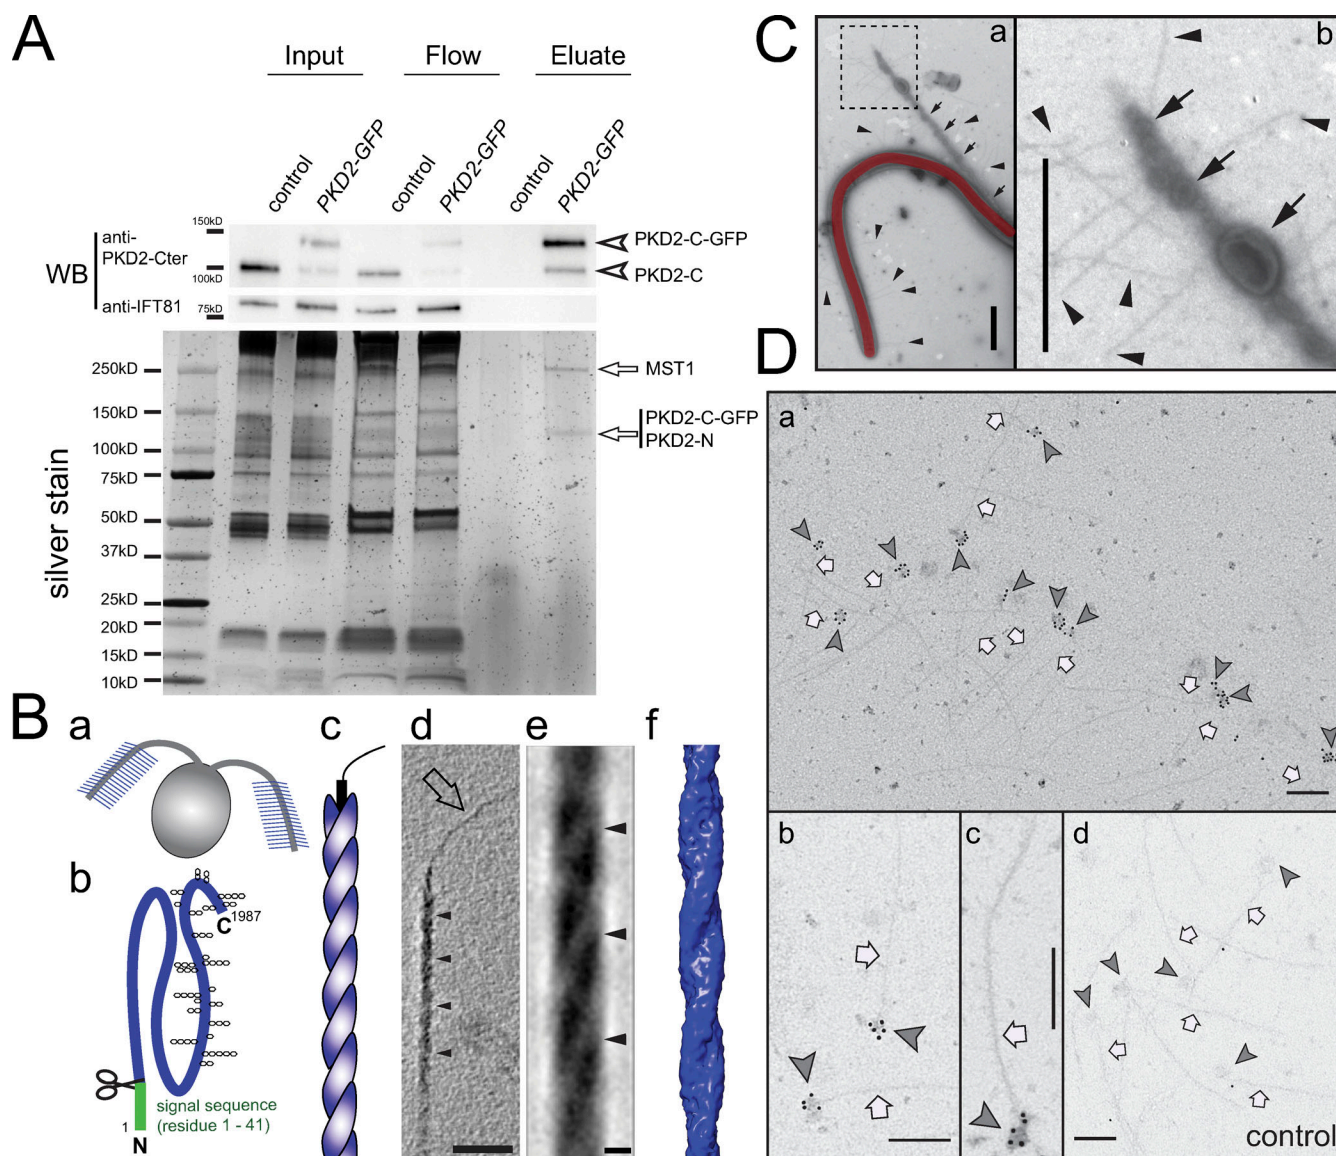 A
Input Flow Eluate
control PKD2-GFP control PKD2-GFP control PKD2-GFP
WB
anti-
PKD2-Cter
150kD
100kD
PKD2-C-GFP
PKD2-C
anti-IFT81
75kD
silver stain
250kD
150kD
100kD
75kD
50kD
37kD
25kD
20kD
15kD
10kD
MST1
PKD2-C-GFP
PKD2-N
B
a
b
C 1987
signal sequence
(residue 1 - 41)
1
N
c
d
e
f
C
a
b
D
a
b
c
d
control